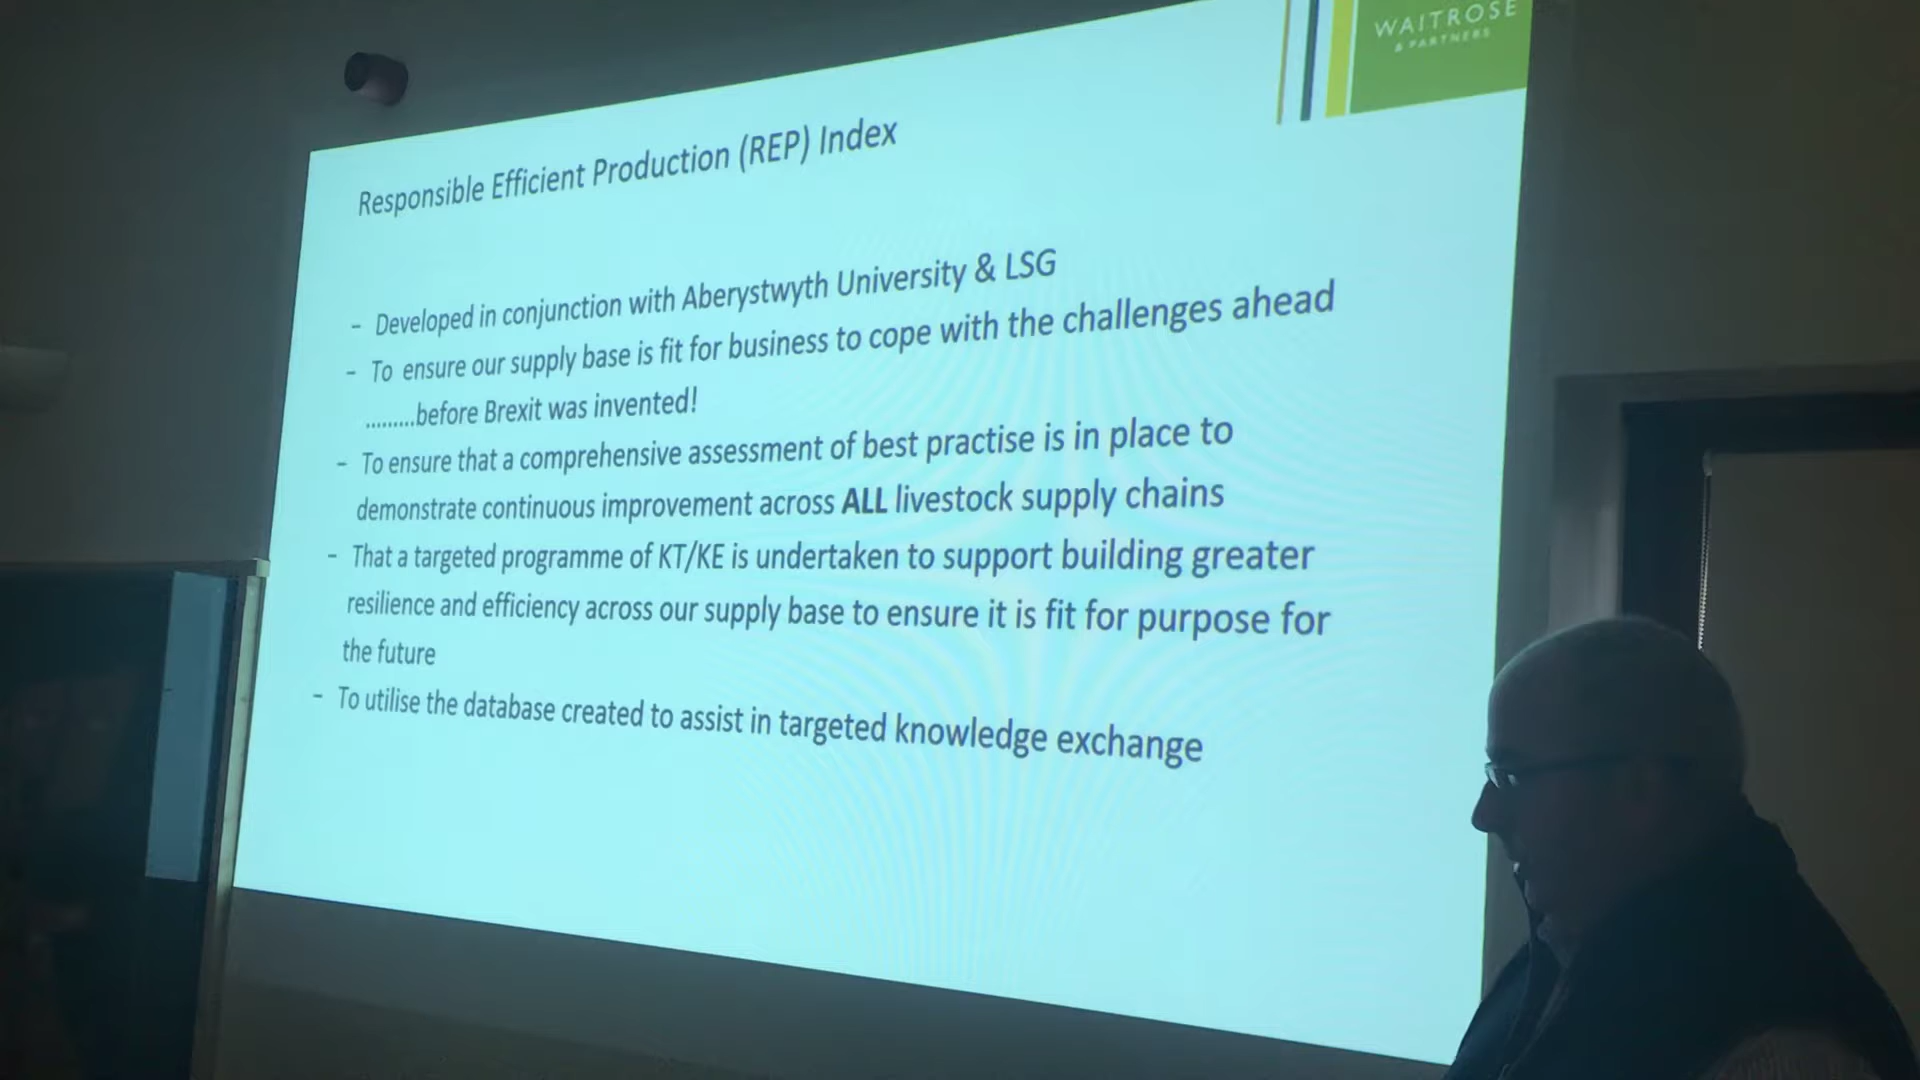 WAITROSE
& PARTNERS
Responsible Efficient Production (REP) Index
- Developed in conjunction with Aberystwyth University & LSG
- To ensure our supply base is fit for business to cope with the challenges ahead
.........before Brexit was invented!
- To ensure that a comprehensive assessment of best practise is in place to
demonstrate continuous improvement across ALL livestock supply chains
- That a targeted programme of KT/KE is undertaken to support building greater
resilience and efficiency across our supply base to ensure it is fit for purpose for
the future
- To utilise the database created to assist in targeted knowledge exchange